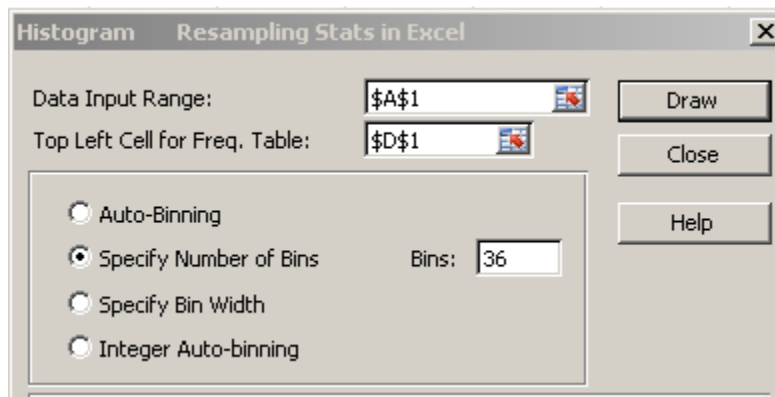 Histogram Resampling Stats in Excel
Data Input Range: $A$1 Draw
Top Left Cell for Freq. Table: $D$1
Close
Auto-Binning
Help
Specify Number of Bins Bins: 36
Specify Bin Width
Integer Auto-binning